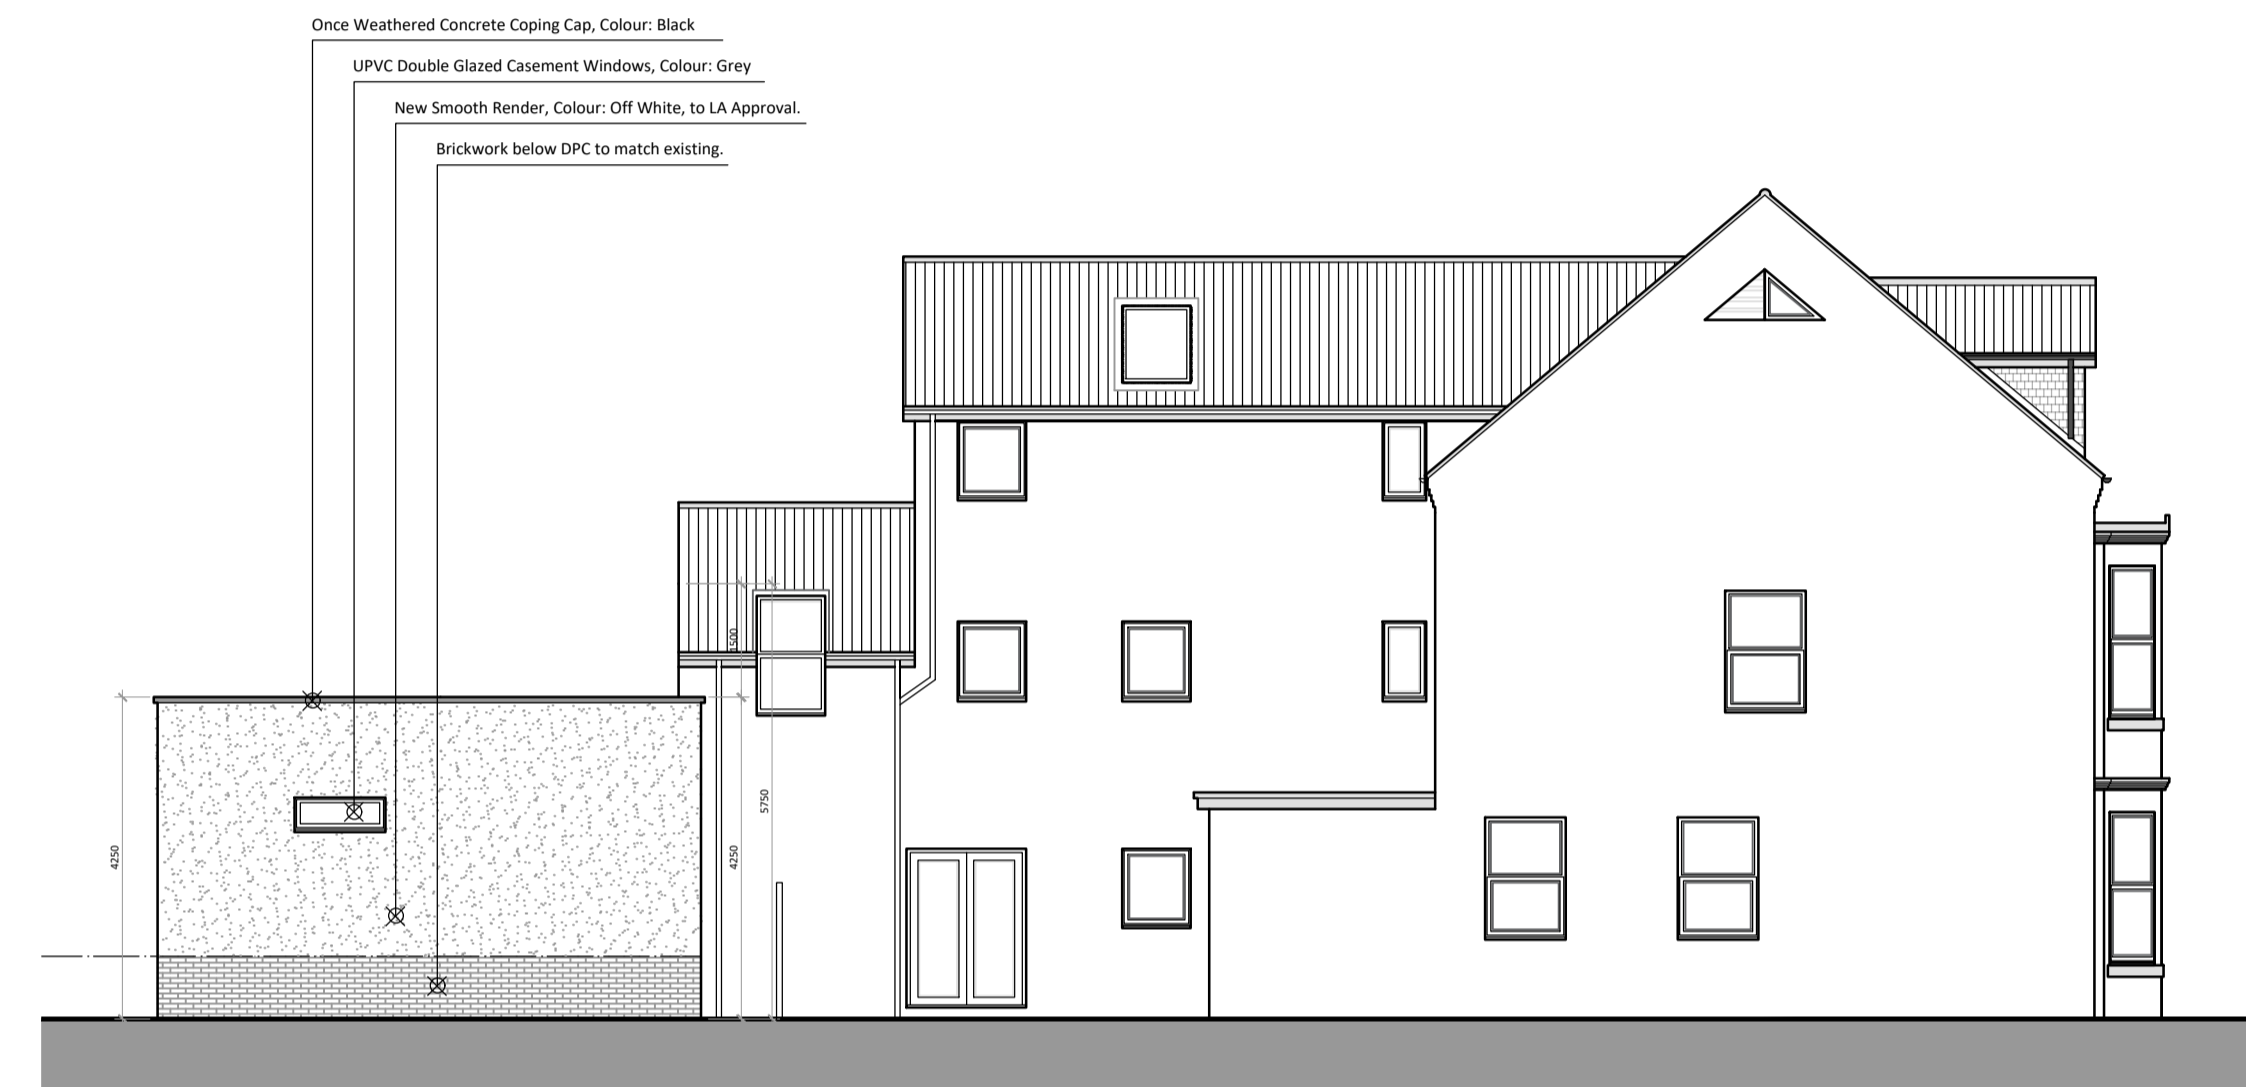 Once Weathered Concrete Coping Cap, Colour: Black
UPVC Double Glazed Casement Windows, Colour: Grey
New Smooth Render, Colour: Off White, to LA Approval.
Brickwork below DPC to match existing.
1500
5750
4250
4250